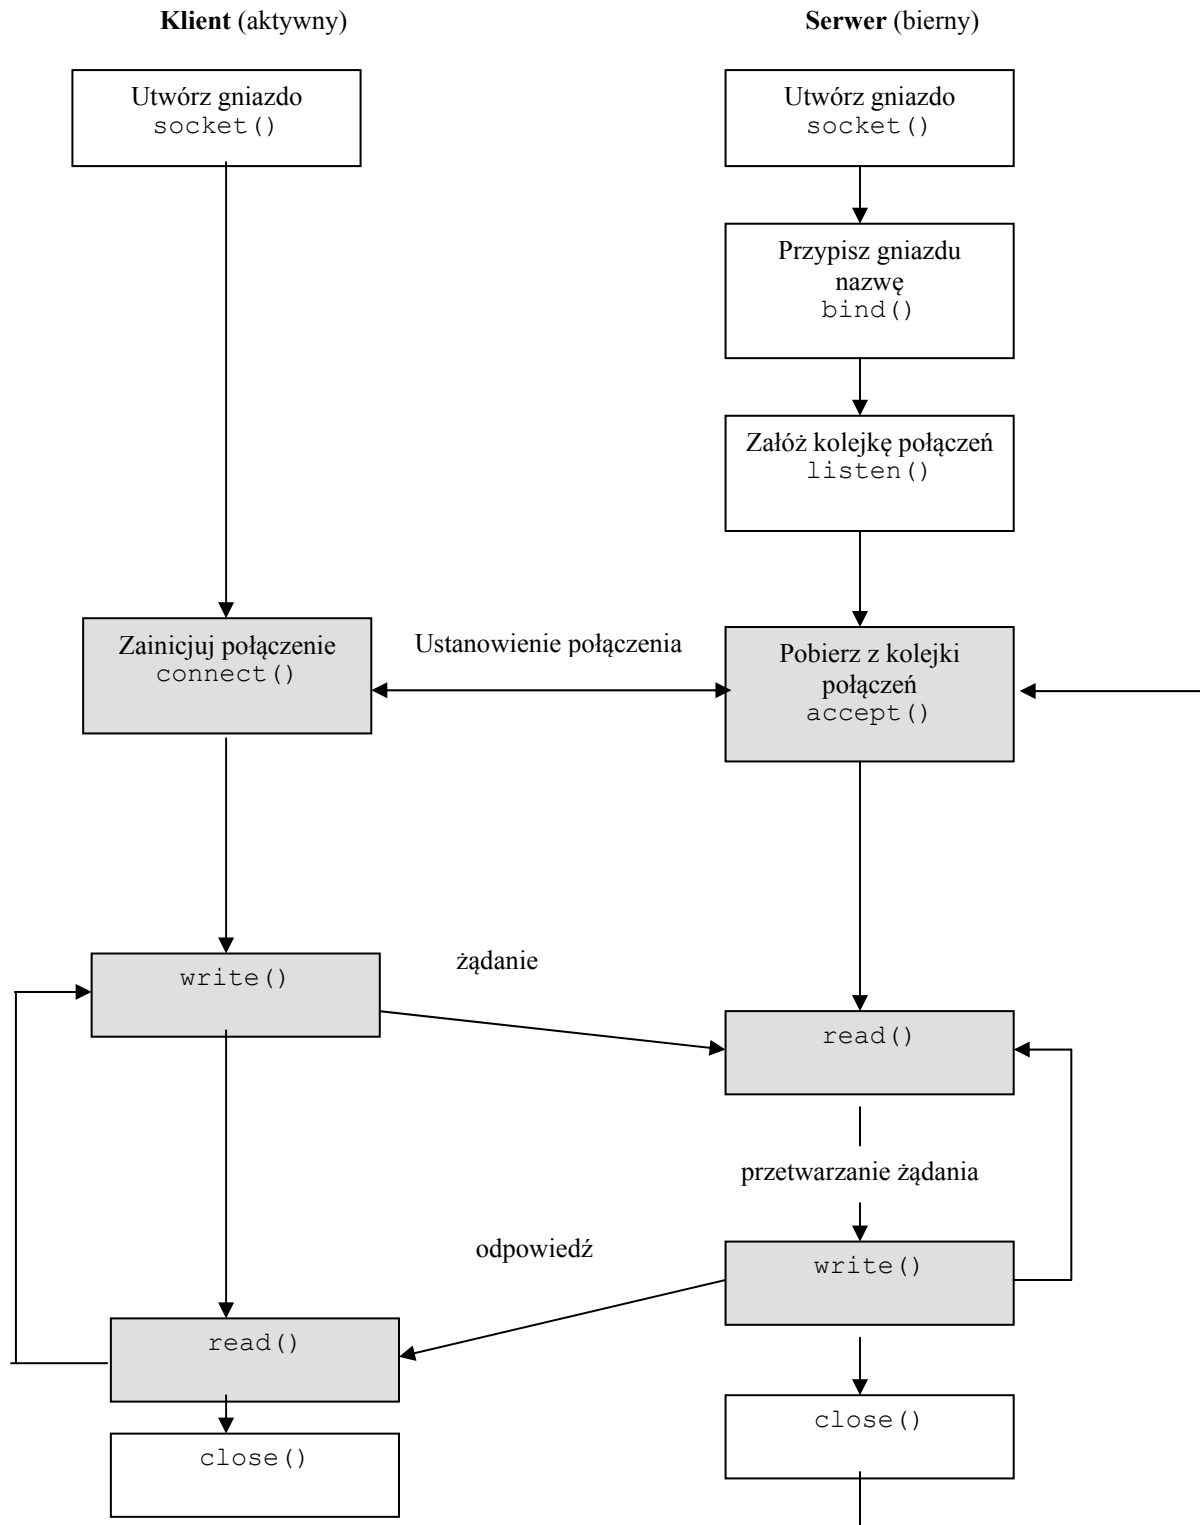 Klient (aktywny)
Serwer (bierny)
Utwórz gniazdo
socket()
Utwórz gniazdo
socket()
Przypisz gniazdu
nazwę
bind()
Załóż kolejkę połączeń
listen()
Zainicjuj połączenie
connect()
Ustanowienie połączenia
Pobierz z kolejki
połączeń
accept()
write()
żądanie
read()
przetwarzanie żądania
odpowiedź
write()
read()
close()
close()